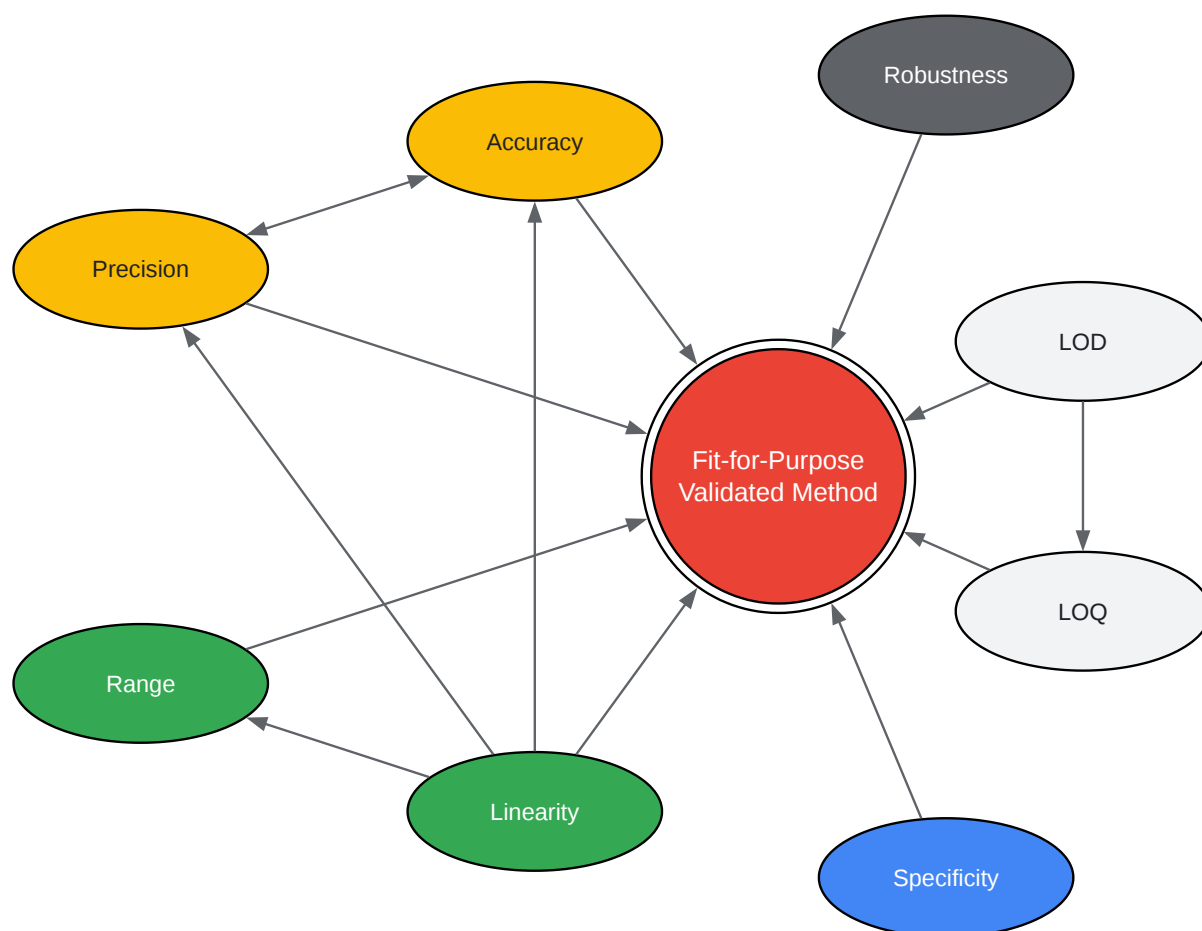 Robustness
Accuracy
Precision
LOD
Fit-for-Purpose
Validated Method
LOQ
Range
Linearity
Specificity